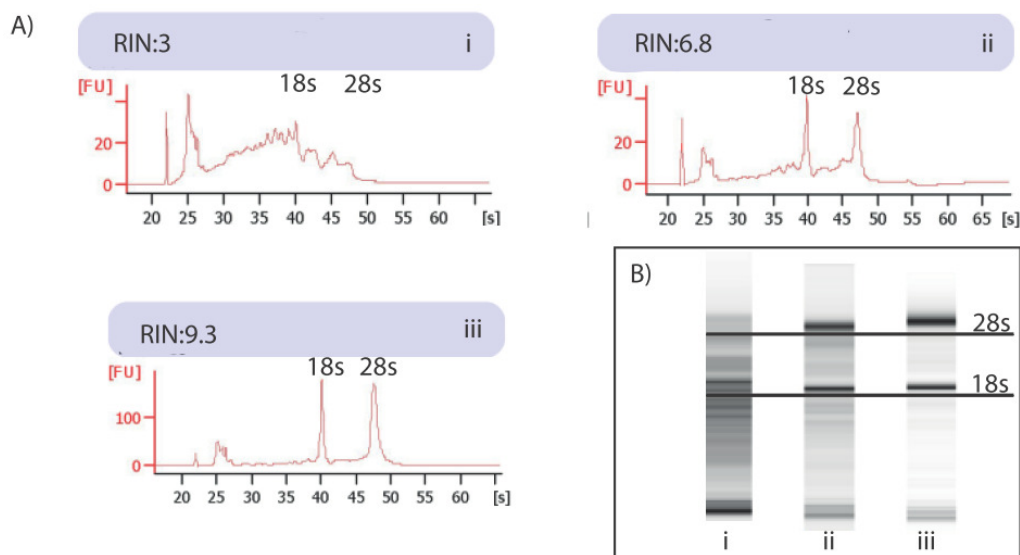 A)
RIN:3 i
[FU] 18s 28s
20
0
20 25 30 35 40 45 50 55 60 [s]
RIN:6.8 ii
[FU] 18s 28s
20
0
20 25 30 35 40 45 50 55 60 65 [s]
RIN:9.3 iii
[FU] 18s 28s
100
0
20 25 30 35 40 45 50 55 60 [s]
B)
28s
18s
i ii iii